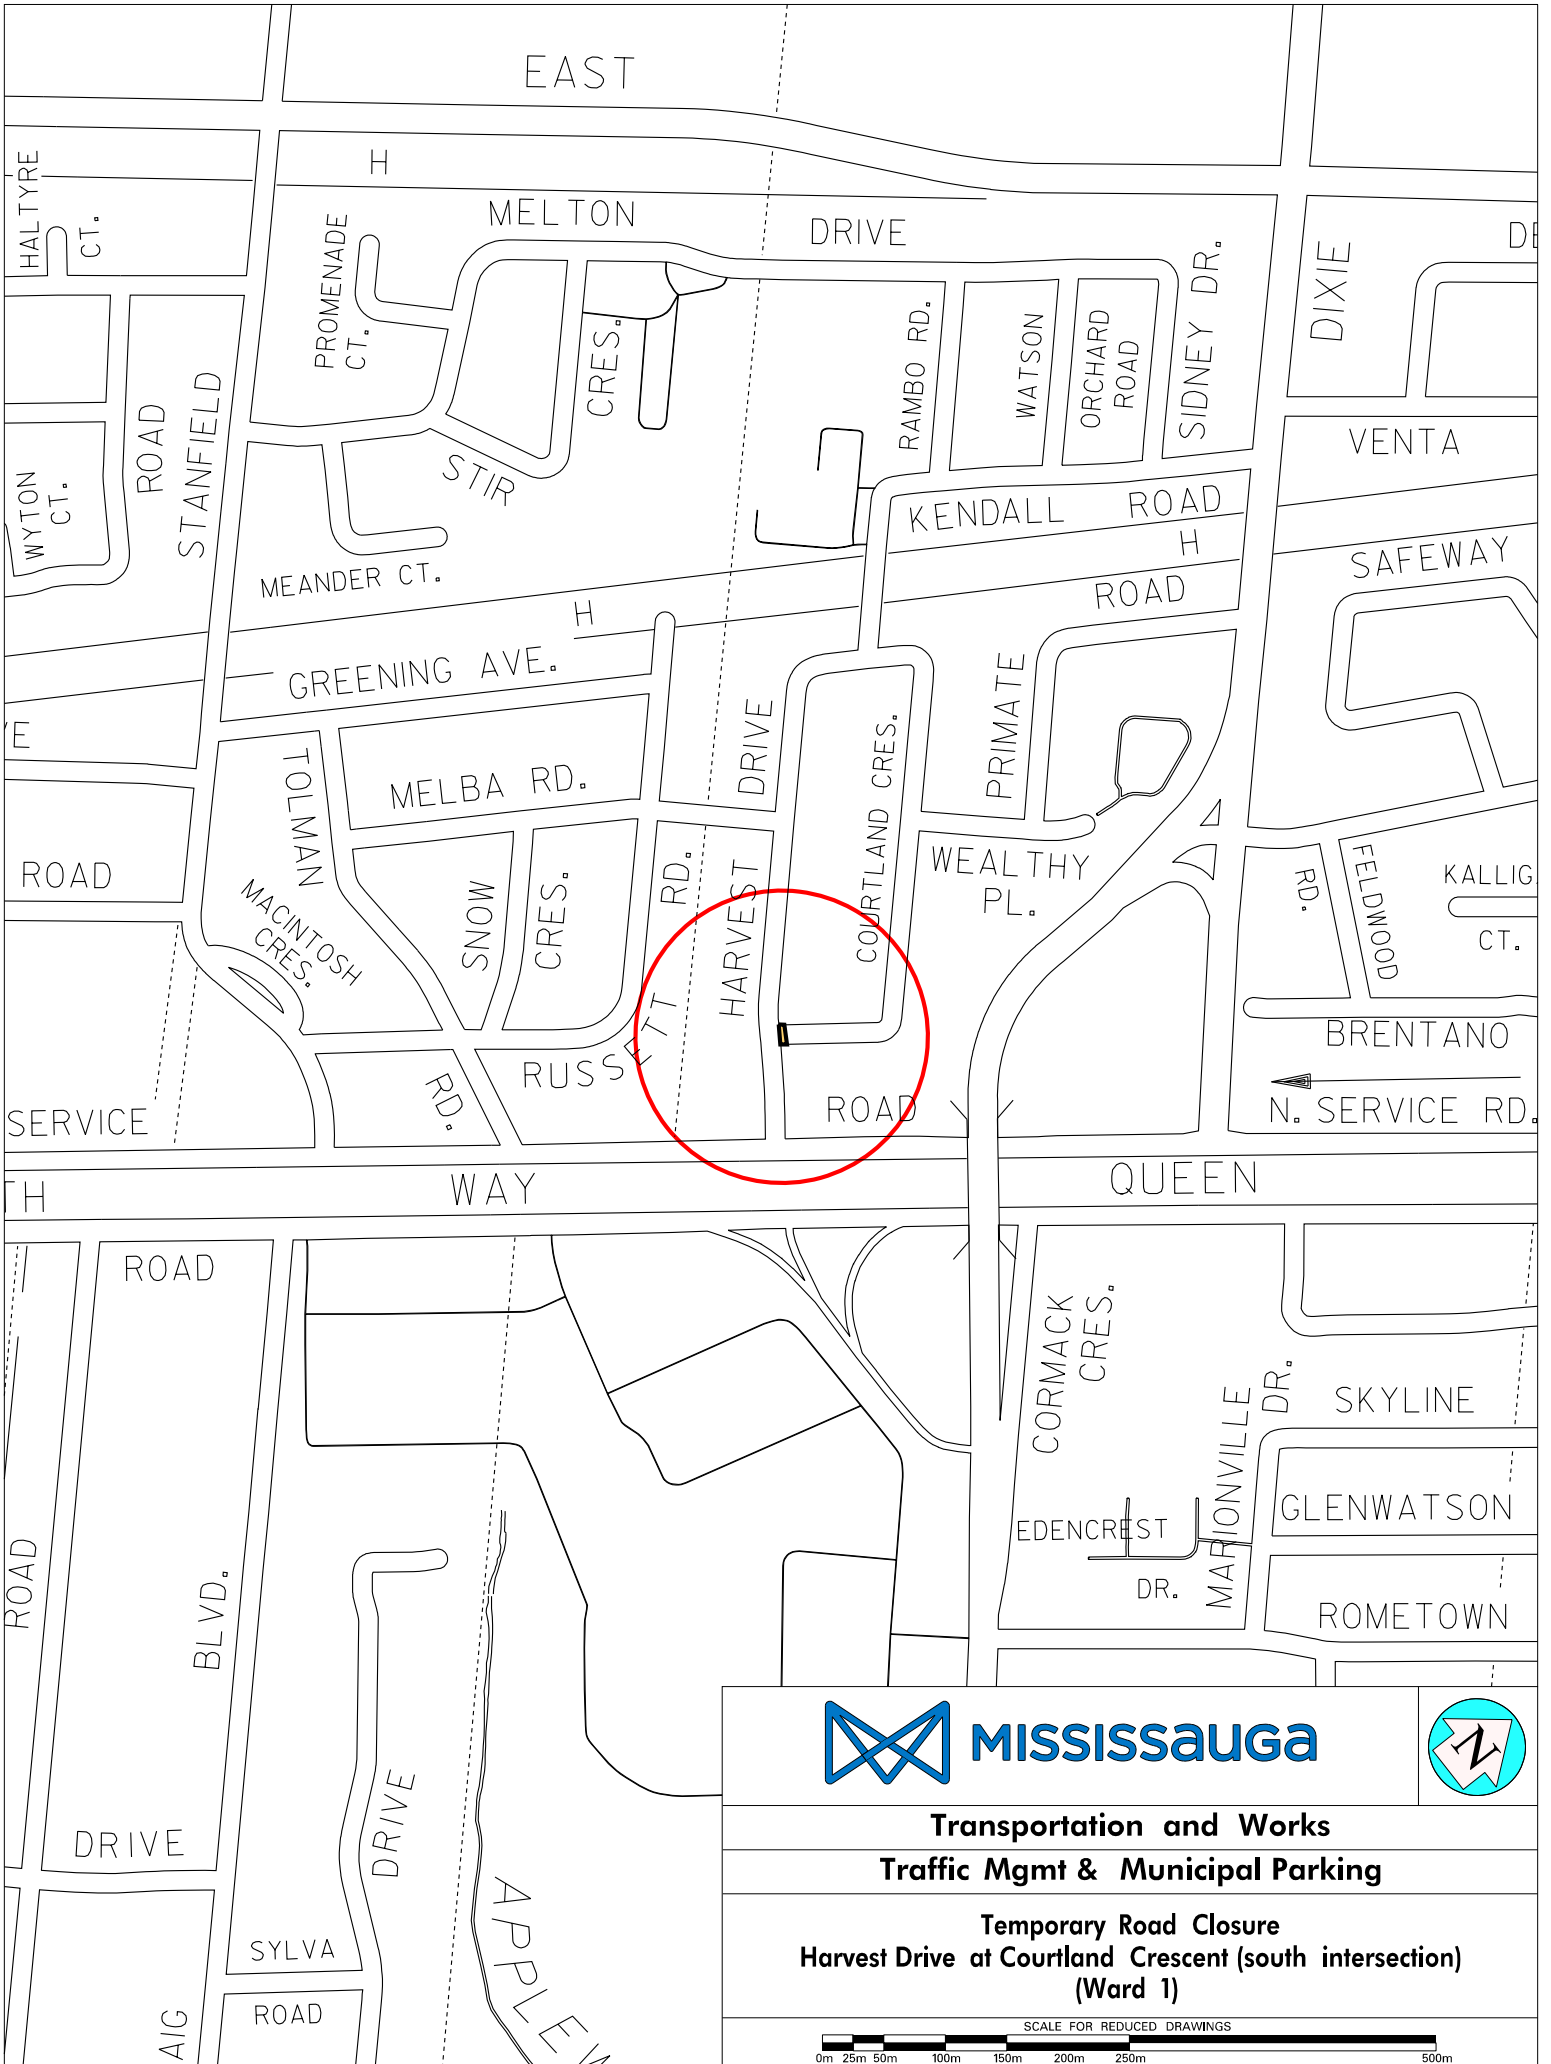 EAST
H
HALTYRE
CT.
PROMENADE
CT.
MELTON
DRIVE
DIXIE
SIDNEY DR.
CRES.
RAMBO RD.
WATSON
ORCHARD
ROAD
ROAD
STANFIELD
VENTA
STIR
WYTON
CT.
KENDALL ROAD
H
MEANDER CT.
SAFEWAY
ROAD
H
GREENING AVE.
PRIMATE
DRIVE
COURTLAND CRES.
TOLMAN
MELBA RD.
ROAD
MACINTOSH
CRES.
SNOW
CRES.
RD.
HARVEST
WEALTHY
PL.
RD.
FELDWOOD
KALLIG
CT.
RUSSETT
BRENTANO
RD.
ROAD
SERVICE
N. SERVICE RD.
TH
WAY
QUEEN
ROAD
CORMACK
CRES.
MARIONVILLE
DR.
SKYLINE
GLENWATSON
EDENCREST
DR.
ROMETOWN
ROAD
BLVD.
DRIVE
DRIVE
SYLVA
ROAD
AIG
APPLEW
MISSISSAUGA
N
Transportation and Works
Traffic Mgmt & Municipal Parking
Temporary Road Closure
Harvest Drive at Courtland Crescent (south intersection)
(Ward 1)
SCALE FOR REDUCED DRAWINGS
0m 25m 50m 100m 150m 200m 250m 500m